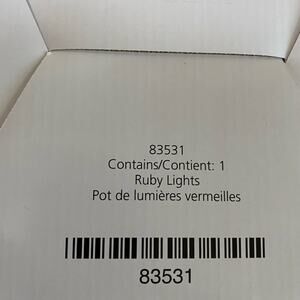 83531
Contains/Contient: 1
Ruby Lights
Pot de lumières vermeilles
83531